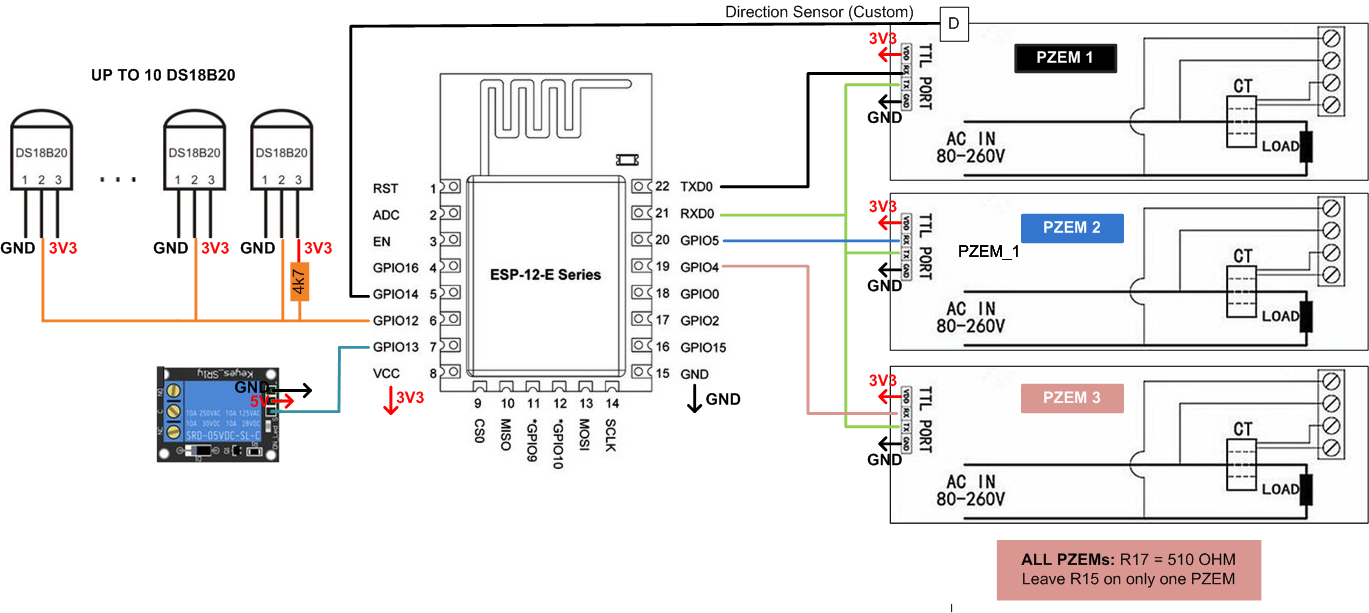 Direction Sensor (Custom)
D
UP TO 10 DS18B20
DS18B20
1 2 3
GND
3V3
. . .
DS18B20
1 2 3
GND
3V3
DS18B20
1 2 3
GND
3V3
4k7
RST 1
ADC 2
EN 3
GPIO16 4
GPIO14 5
GPIO12 6
GPIO13 7
VCC 8
3V3
ESP-12-E Series
22 TXD0
21 RXD0
20 GPIO5
19 GPIO4
18 GPIO0
17 GPIO2
16 GPIO15
15 GND
GND
9 10 11 12 13 14
CS0
MISO
*GPIO9
*GPIO10
MOSI
SCLK
Keyes_SRly
GND
5V
NO
C
NC
10A 250VAC 10A 125VAC
10A 30VDC 10A 28VDC
SRD-05VDC-SL-C
3V3
VDD
RX
TX
GND
TTL PORT
GND
PZEM 1
CT
AC IN
80-260V
LOAD
3V3
VDD
RX
TX
GND
TTL PORT
GND
PZEM 2
PZEM_1
CT
AC IN
80-260V
LOAD
3V3
VDD
RX
TX
GND
TTL PORT
GND
PZEM 3
CT
AC IN
80-260V
LOAD
ALL PZEMs: R17 = 510 OHM
Leave R15 on only one PZEM